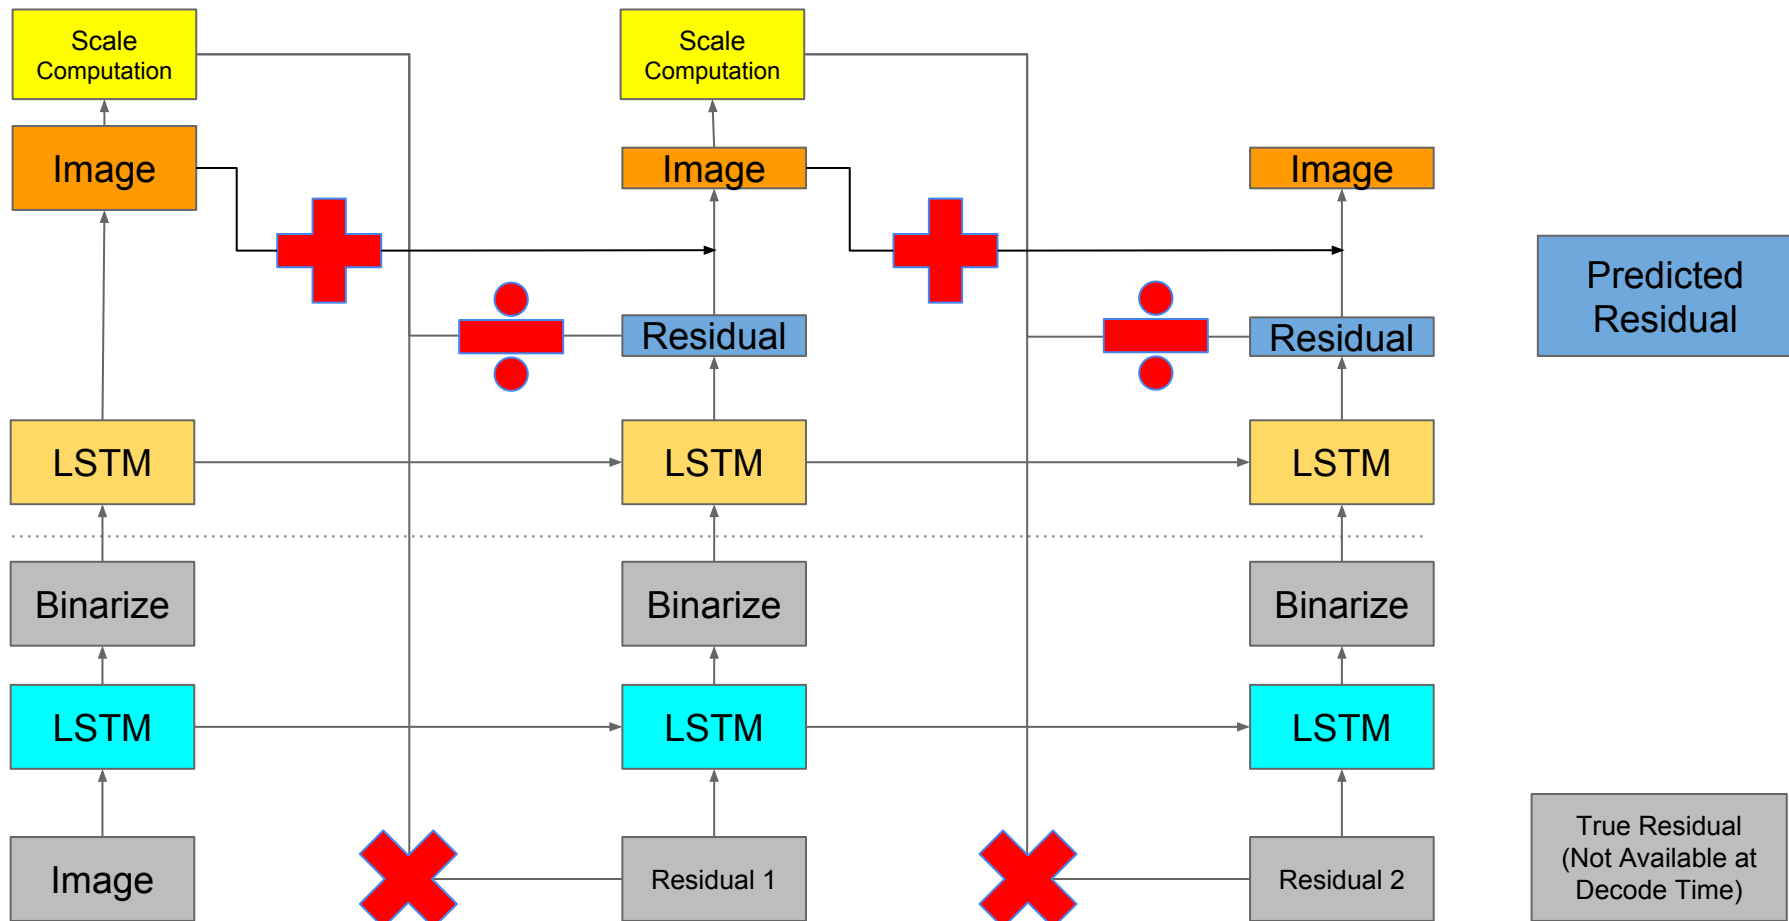 Scale
Computation
Scale
Computation
Image
Image
Image
Predicted
Residual
Residual
Residual
LSTM
LSTM
LSTM
Binarize
Binarize
Binarize
LSTM
LSTM
LSTM
Image
Residual 1
Residual 2
True Residual
(Not Available at
Decode Time)